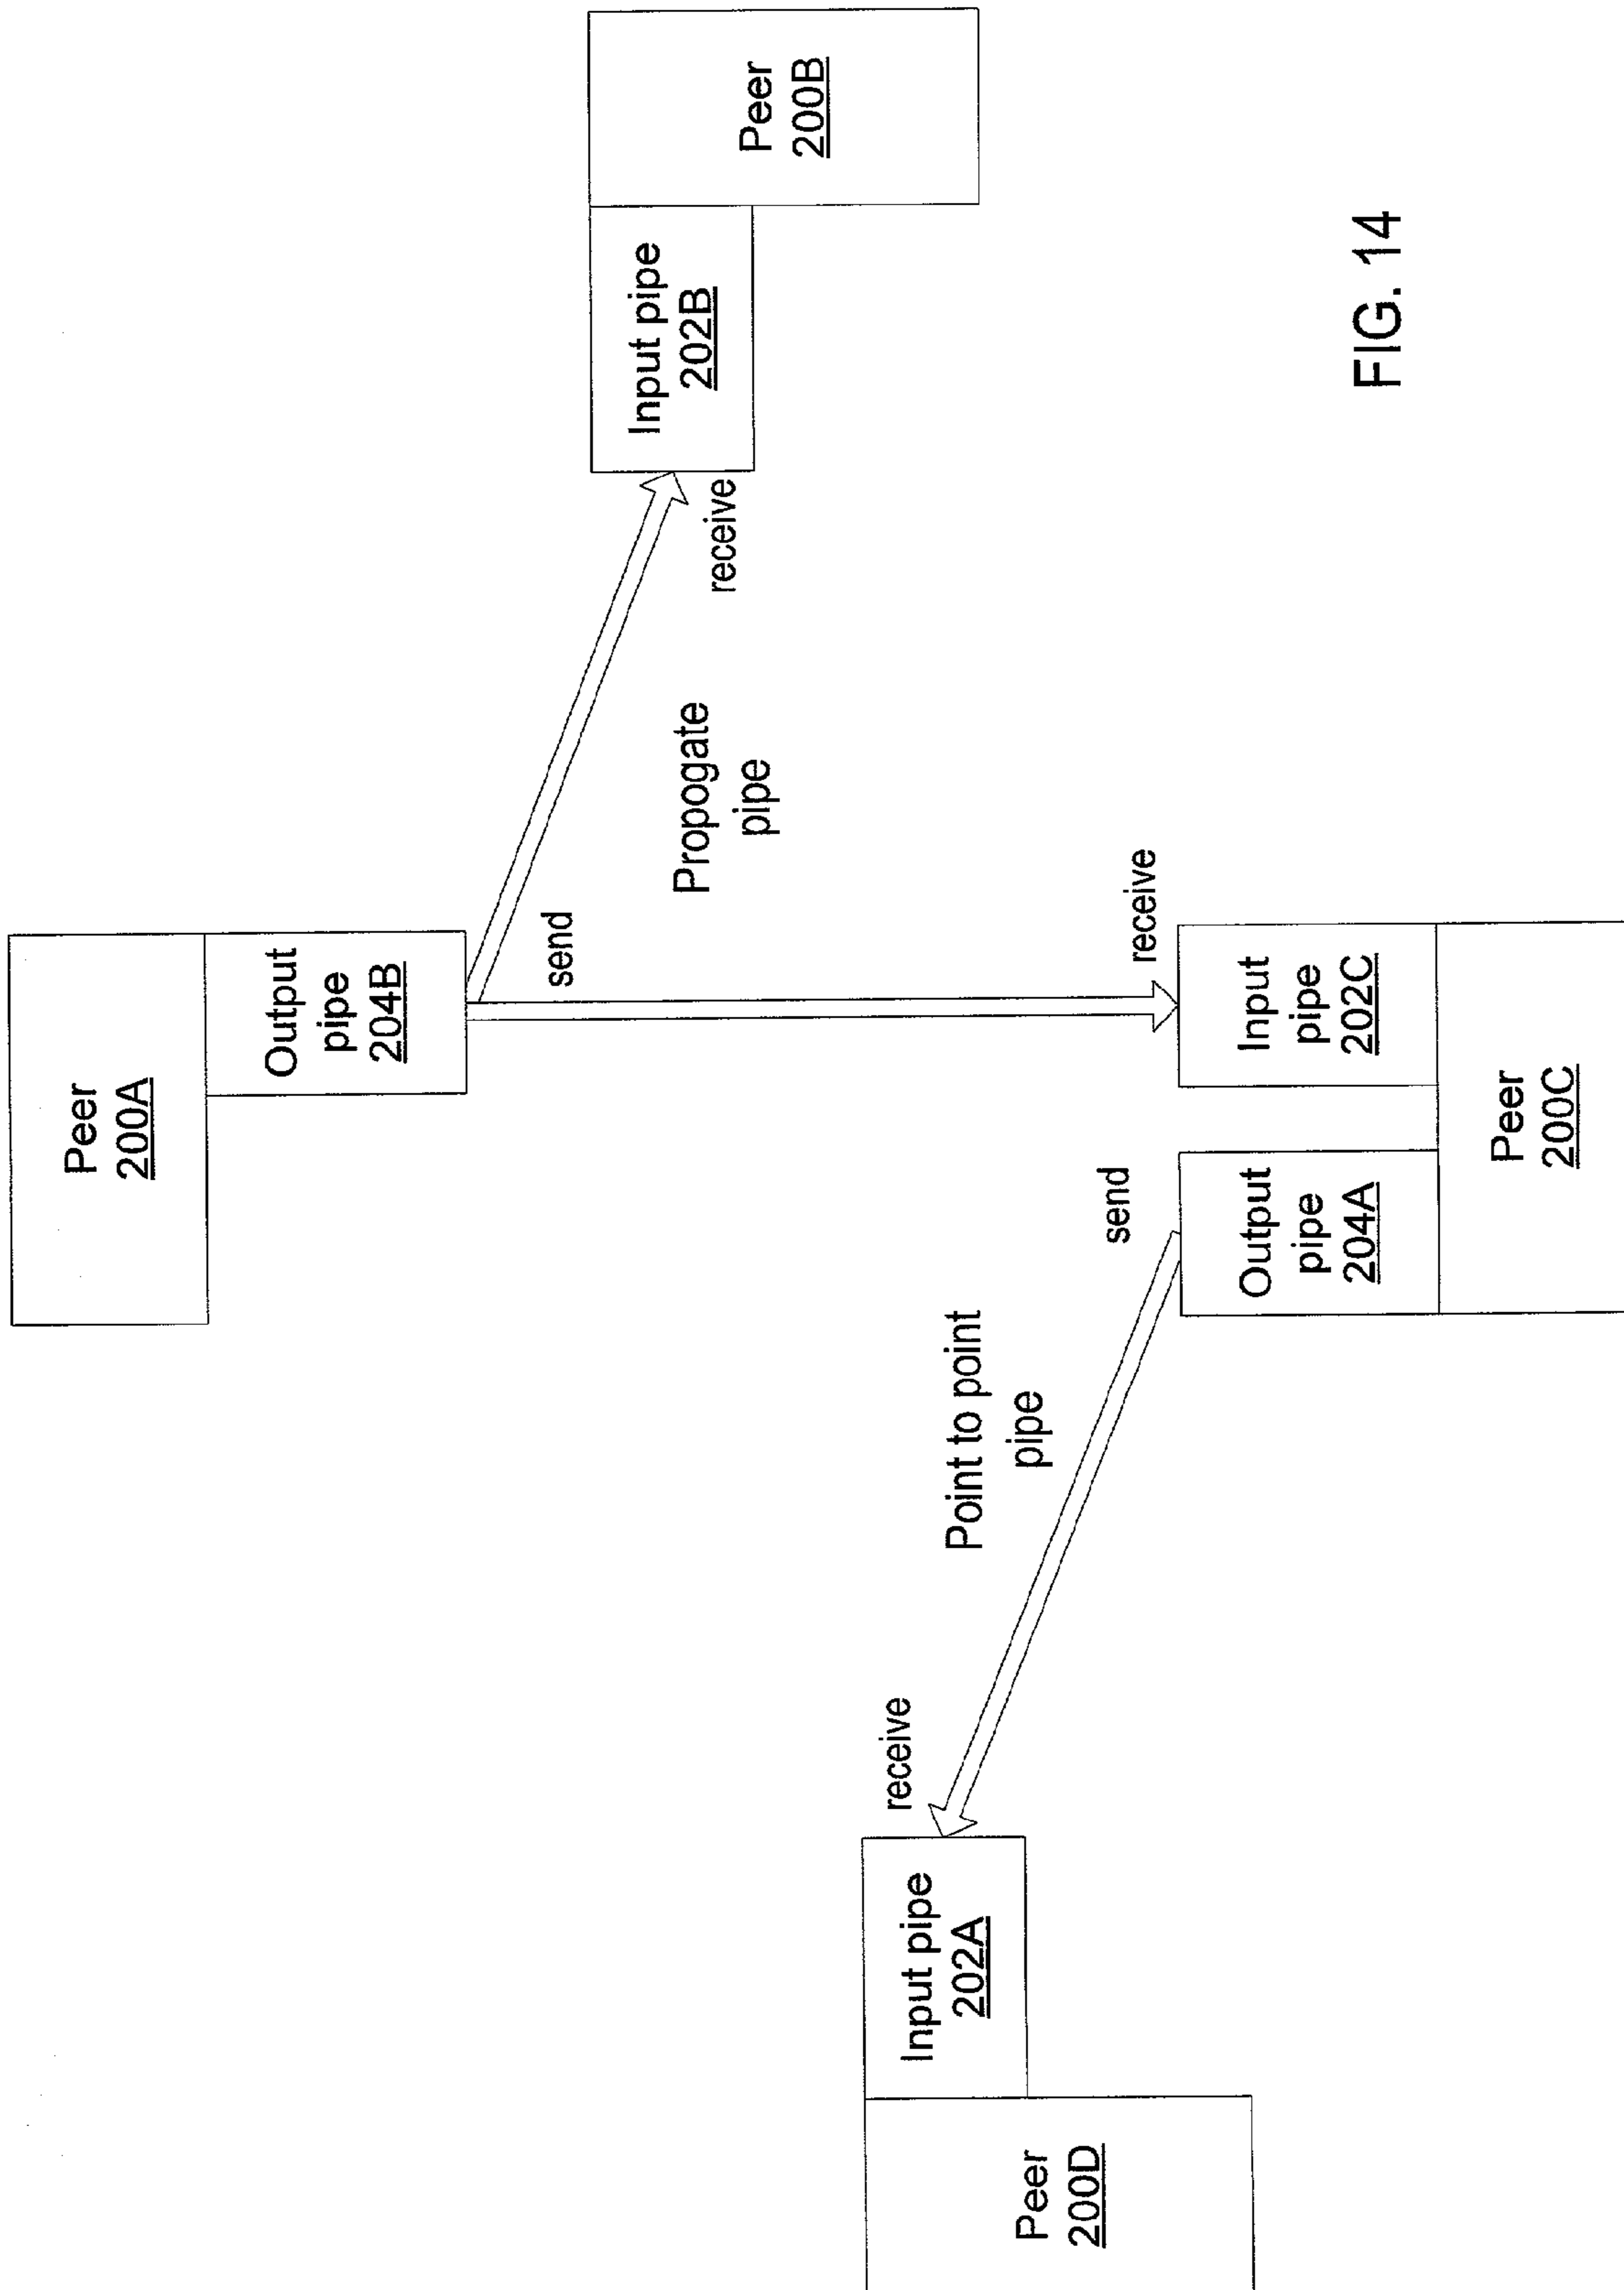 Peer
200A
Output
pipe
204B
send
Propogate
pipe
receive
Input pipe
202B
Peer
200B
receive
Input
pipe
202C
Peer
200C
Output
pipe
204A
send
Point to point
pipe
receive
Input pipe
202A
Peer
200D
FIG. 14